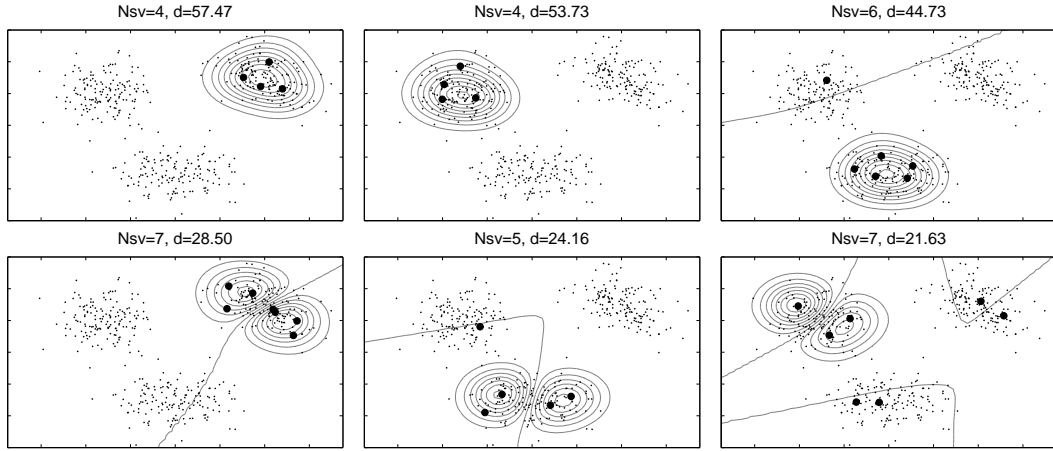 Nsv=4, d=57.47
Nsv=4, d=53.73
Nsv=6, d=44.73
Nsv=7, d=28.50
Nsv=5, d=24.16
Nsv=7, d=21.63